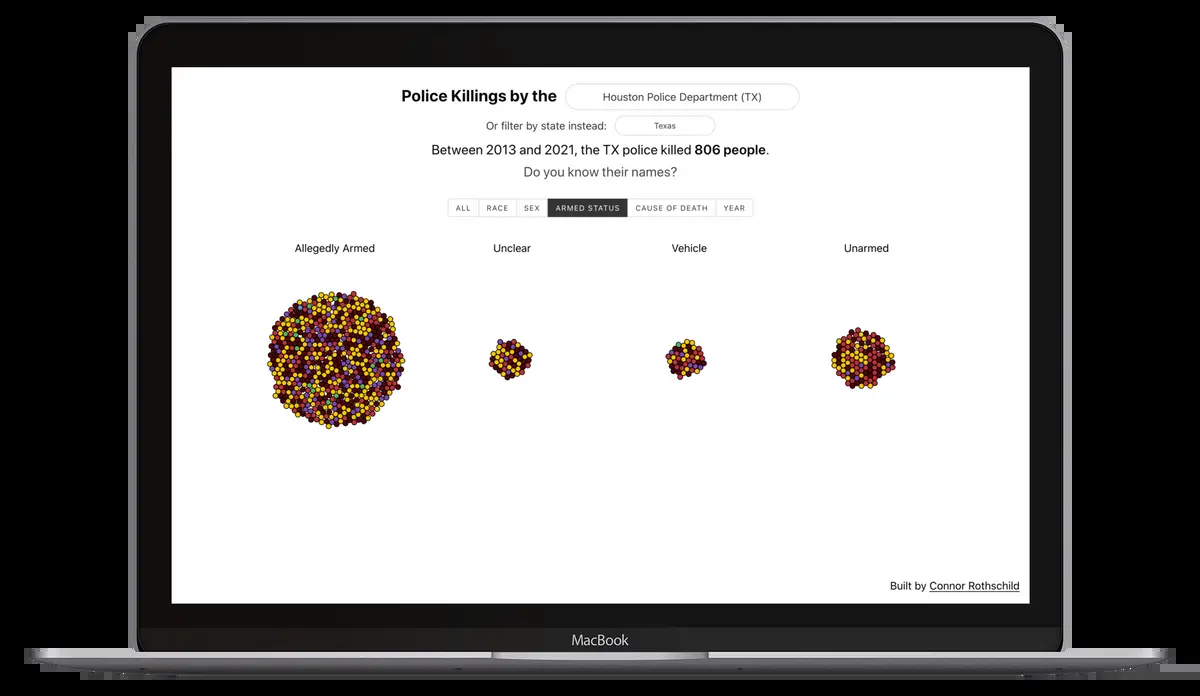 Police Killings by the Houston Police Department (TX)
Or filter by state instead: Texas
Between 2013 and 2021, the TX police killed 806 people.
Do you know their names?
ALL RACE SEX ARMED STATUS CAUSE OF DEATH YEAR
Allegedly Armed Unclear Vehicle Unarmed
Built by Connor Rothschild
MacBook